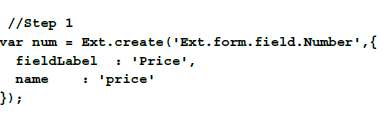 //Step 1
var num = Ext.create('Ext.form.field.Number',{
fieldLabel : 'Price',
name : 'price'
});